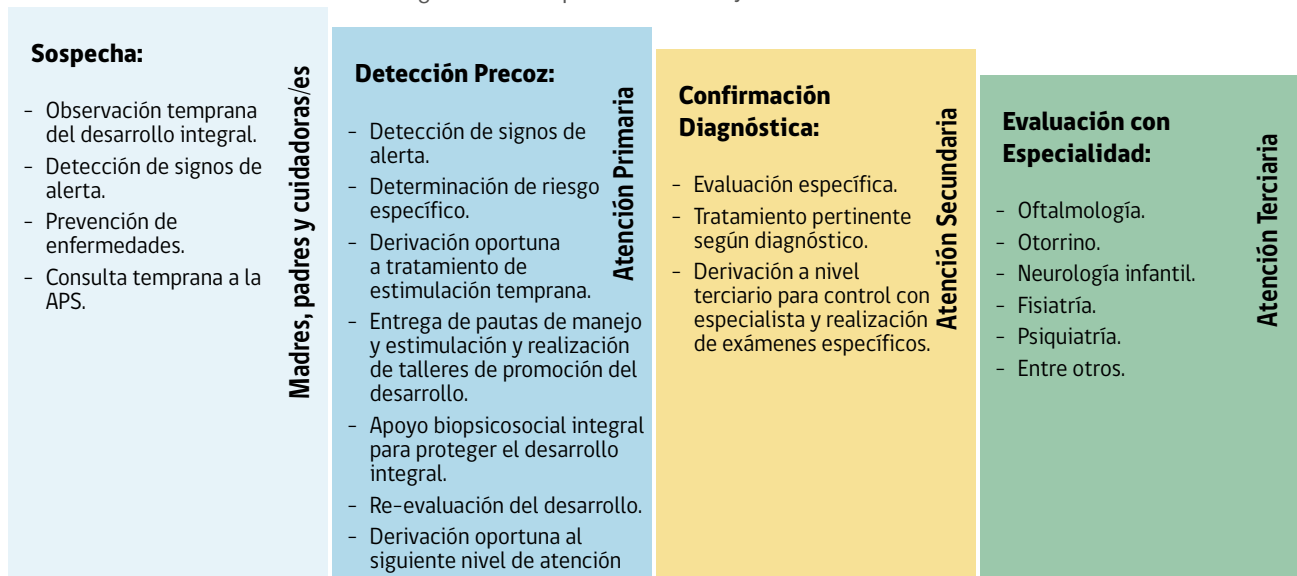 Sospecha:
- Observación temprana
del desarrollo integral.
- Detección de signos de
alerta.
- Prevención de
enfermedades.
- Consulta temprana a la
APS.
Madres, padres y cuidadoras/es
Detección Precoz:
- Detección de signos de
alerta.
- Determinación de riesgo
específico.
- Derivación oportuna
a tratamiento de
estimulación temprana.
- Entrega de pautas de manejo
y estimulación y realización
de talleres de promoción del
desarrollo.
- Apoyo biopsicosocial integral
para proteger el desarrollo
integral.
- Re-evaluación del desarrollo.
- Derivación oportuna al
siguiente nivel de atención
Atención Primaria
Confirmación
Diagnóstica:
- Evaluación específica.
- Tratamiento pertinente
según diagnóstico.
- Derivación a nivel
terciario para control con
especialista y realización
de exámenes específicos.
Atención Secundaria
Evaluación con
Especialidad:
- Oftalmología.
- Otorrino.
- Neurología infantil.
- Fisiatría.
- Psiquiatría.
- Entre otros.
Atención Terciaria